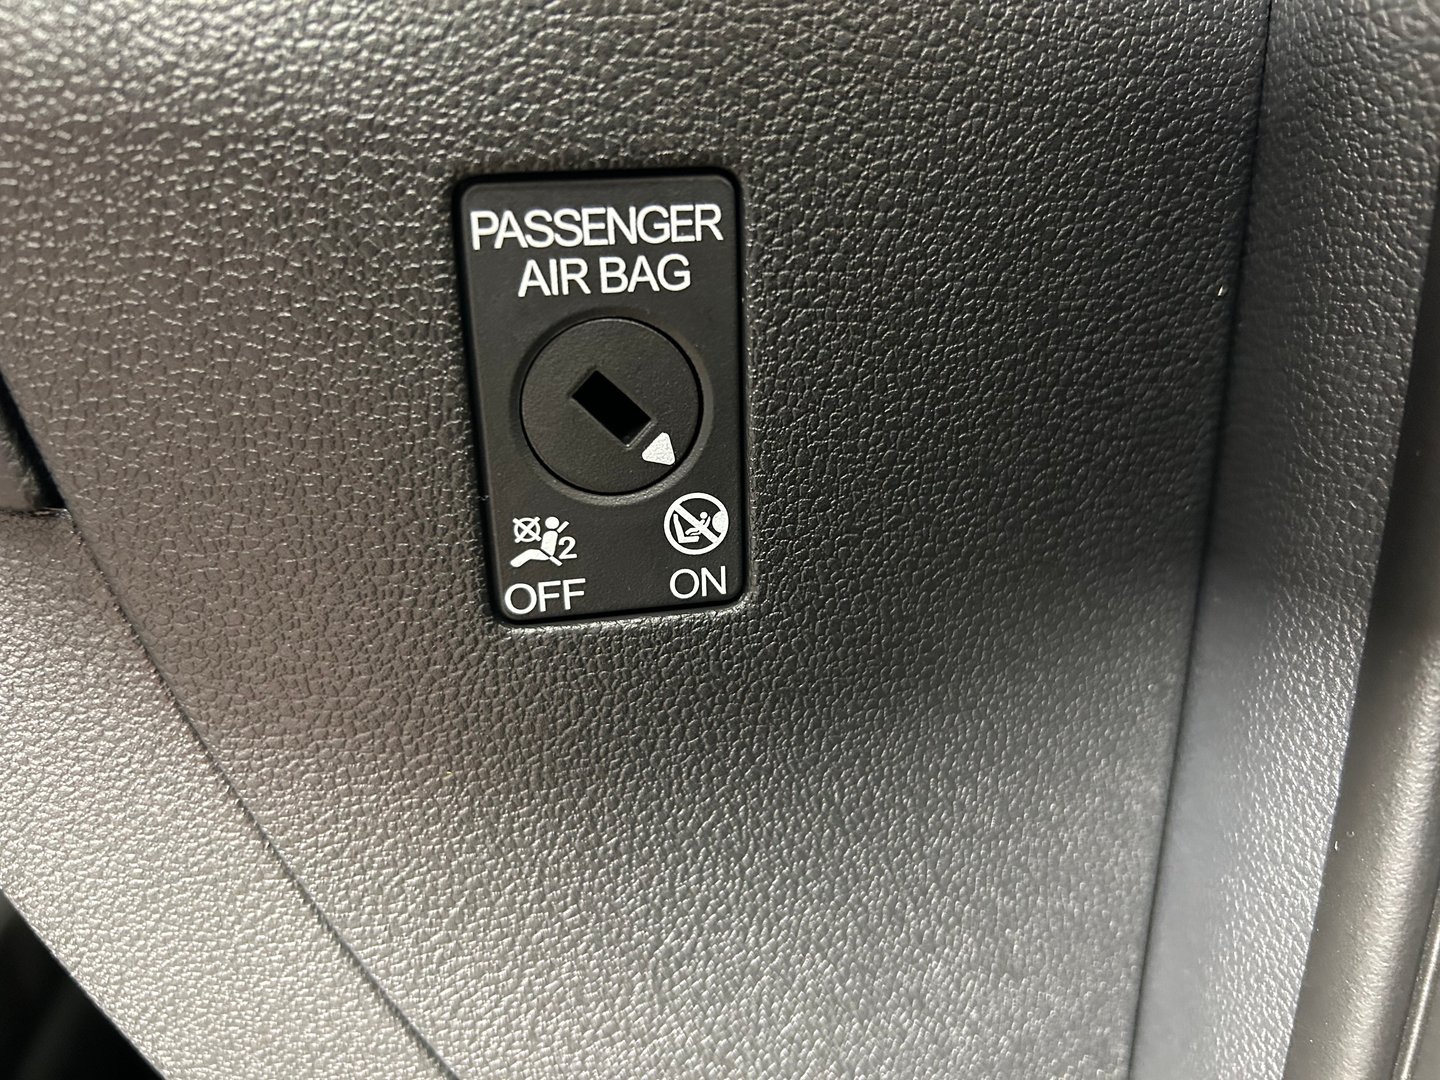 PASSENGER
AIR BAG
2
OFF ON